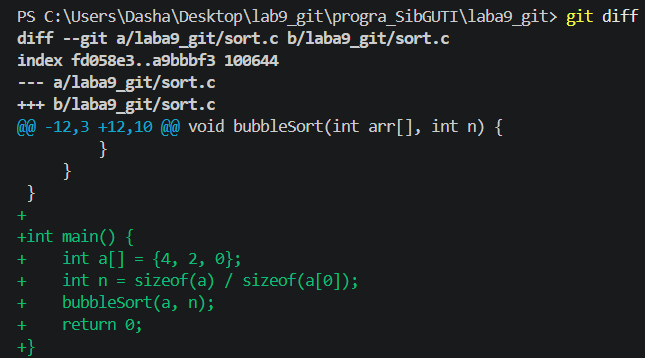 PS C:\Users\Dasha\Desktop\lab9_git\progra_SibGUTI\laba9_git> git diff
diff --git a/laba9_git/sort.c b/laba9_git/sort.c
index fd058e3..a9bbbf3 100644
--- a/laba9_git/sort.c
+++ b/laba9_git/sort.c
@@ -12,3 +12,10 @@ void bubbleSort(int arr[], int n) {
         }
     }
 }
+
+int main() {
+    int a[] = {4, 2, 0};
+    int n = sizeof(a) / sizeof(a[0]);
+    bubbleSort(a, n);
+    return 0;
+}